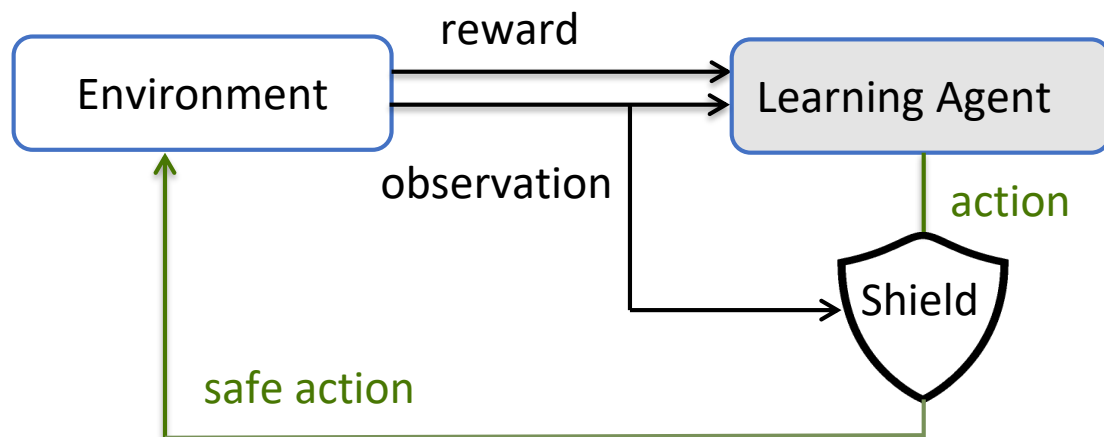 reward
Environment
Learning Agent
observation
action
Shield
safe action